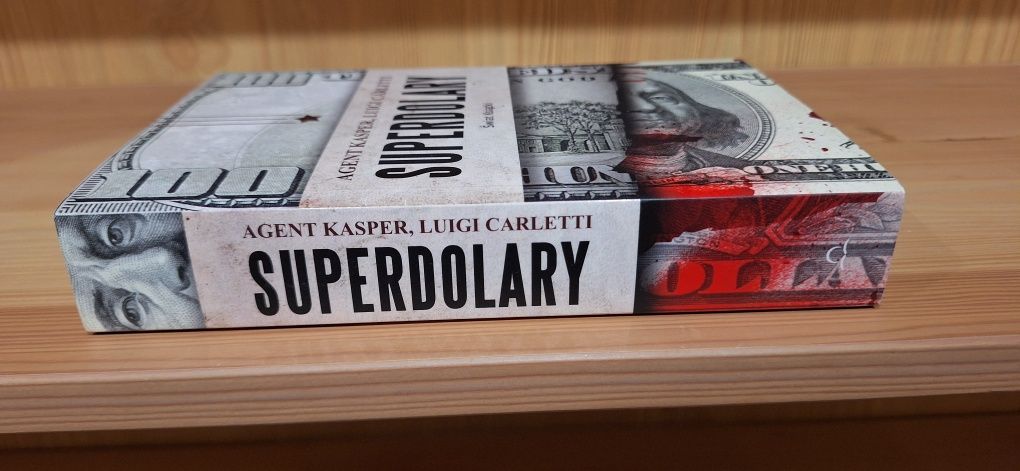 AGENT KASPER, LUIGI CARLETTI
SUPERDOLARY
Świat Książki
AGENT KASPER, LUIGI CARLETTI
SUPERDOLARY